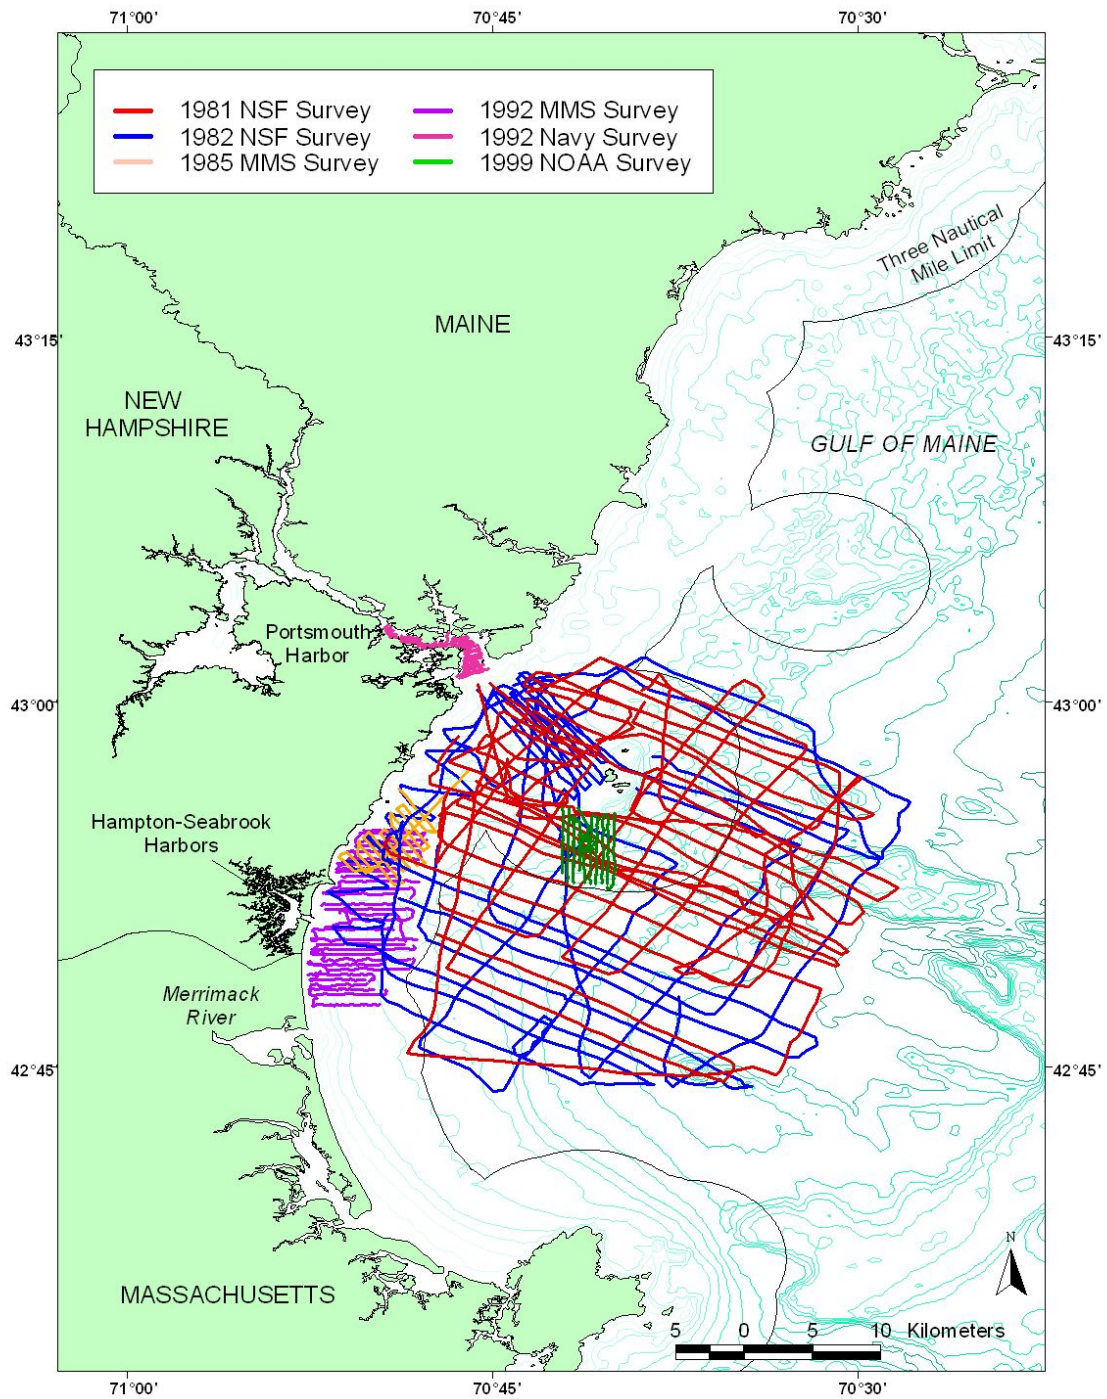 71°00'
70°45'
70°30'
1981 NSF Survey
1982 NSF Survey
1985 MMS Survey
1992 MMS Survey
1992 Navy Survey
1999 NOAA Survey
Three Nautical
Mile Limit
MAINE
43°15'
43°15'
NEW
HAMPSHIRE
GULF OF MAINE
Portsmouth
Harbor
43°00'
43°00'
Hampton-Seabrook
Harbors
Merrimack
River
42°45'
42°45'
N
MASSACHUSETTS
5 0 5 10 Kilometers
71°00'
70°45'
70°30'